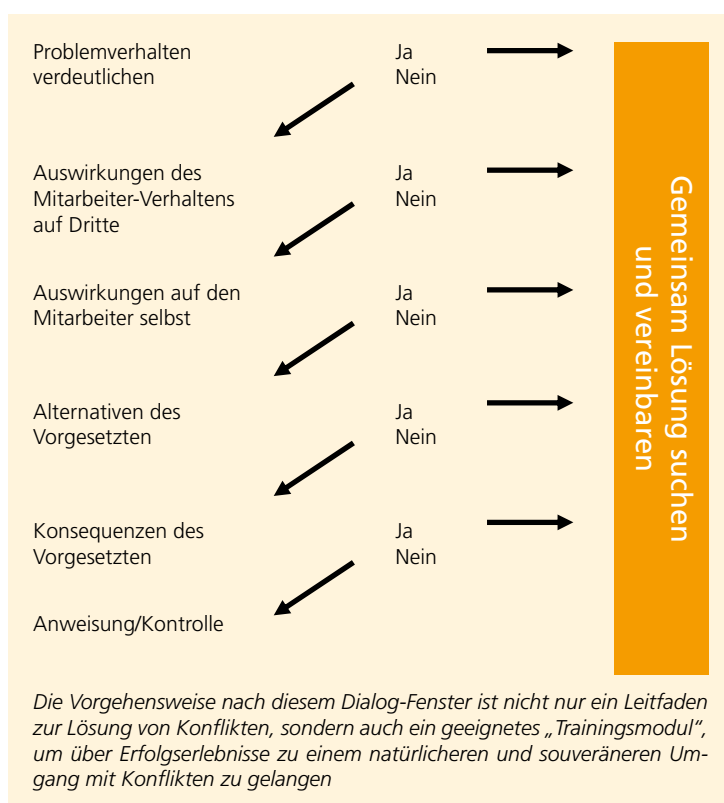 Problemverhalten
verdeutlichen
Ja
Nein
Auswirkungen des
Mitarbeiter-Verhaltens
auf Dritte
Ja
Nein
Auswirkungen auf den
Mitarbeiter selbst
Ja
Nein
Alternativen des
Vorgesetzten
Ja
Nein
Konsequenzen des
Vorgesetzten
Ja
Nein
Anweisung/Kontrolle
Gemeinsam Lösung suchen
und vereinbaren
Die Vorgehensweise nach diesem Dialog-Fenster ist nicht nur ein Leitfaden
zur Lösung von Konflikten, sondern auch ein geeignetes „Trainingsmodul“,
um über Erfolgserlebnisse zu einem natürlicheren und souveräneren Um-
gang mit Konflikten zu gelangen